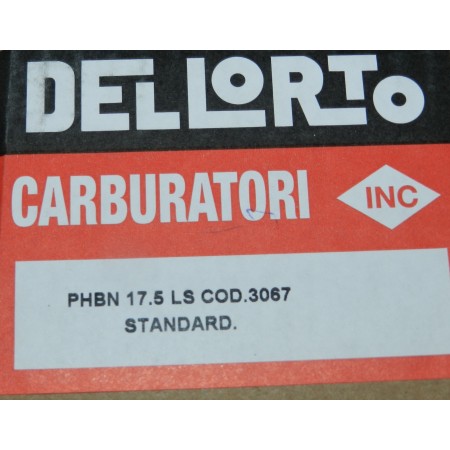 DELLORTO
CARBURATORI INC
PHBN 17.5 LS COD.3067
STANDARD.